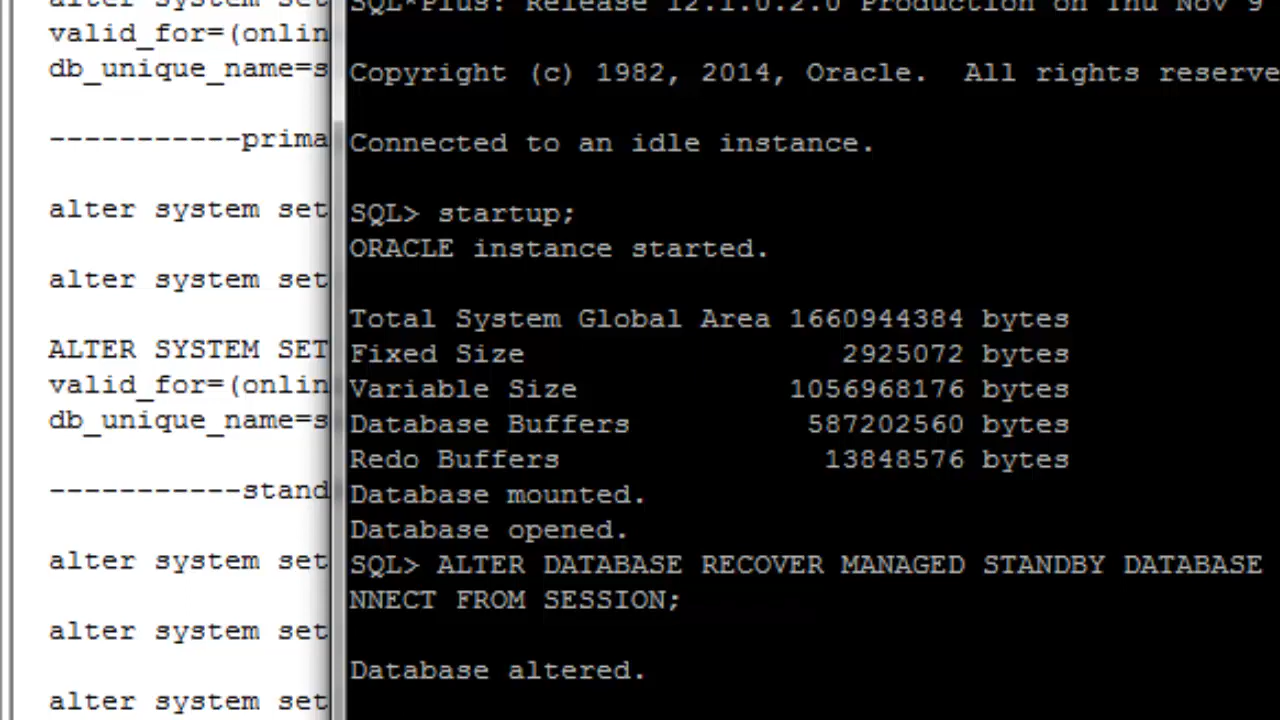 alter system set
valid_for=(onlin
db_unique_name=s
-----------prima
alter system set
alter system set
ALTER SYSTEM SET
valid_for=(onlin
db_unique_name=s
-----------stand
alter system set
alter system set
alter system set
SQL*Plus: Release 12.1.0.2.0 Production on Thu Nov 9
Copyright (c) 1982, 2014, Oracle.  All rights reserve
Connected to an idle instance.
SQL> startup;
ORACLE instance started.
Total System Global Area 1660944384 bytes
Fixed Size                  2925072 bytes
Variable Size            1056968176 bytes
Database Buffers          587202560 bytes
Redo Buffers               13848576 bytes
Database mounted.
Database opened.
SQL> ALTER DATABASE RECOVER MANAGED STANDBY DATABASE
NNECT FROM SESSION;
Database altered.